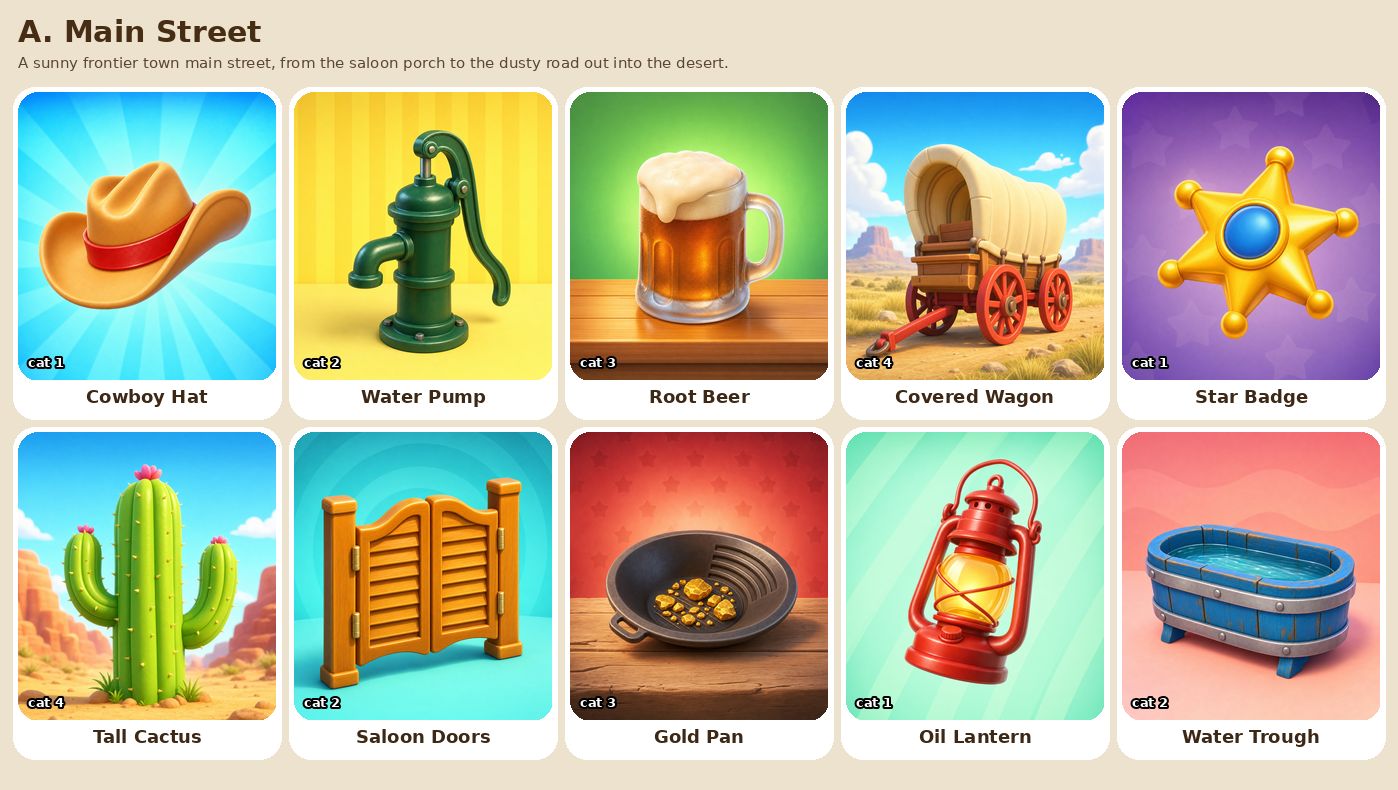 A. Main Street
A sunny frontier town main street, from the saloon porch to the dusty road out into the desert.
cat 1
cat 2
cat 3
cat 4
cat 1
Cowboy Hat
Water Pump
Root Beer
Covered Wagon
Star Badge
cat 4
cat 2
cat 3
cat 1
cat 2
Tall Cactus
Saloon Doors
Gold Pan
Oil Lantern
Water Trough